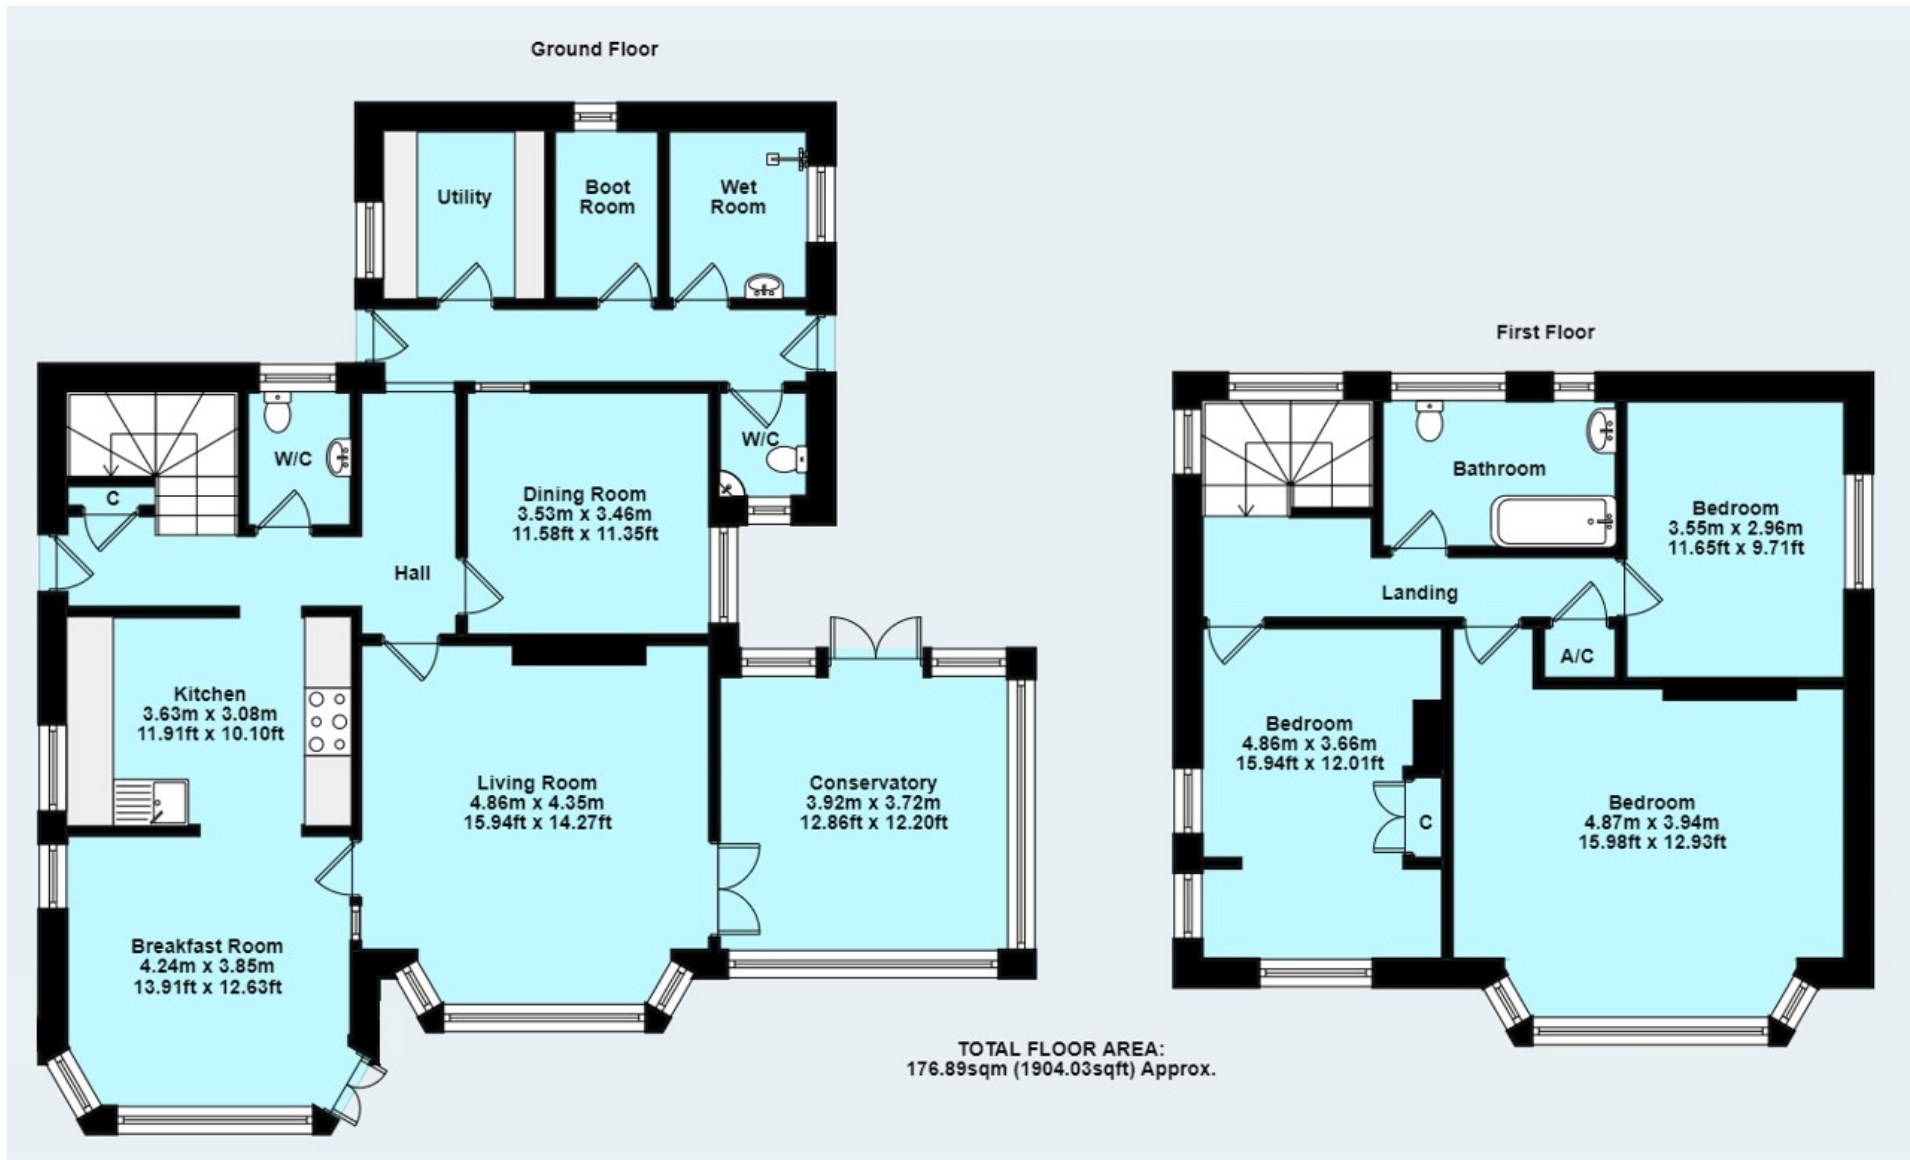 Ground Floor
Utility
Boot
Room
Wet
Room
W/C
W/C
C
Dining Room
3.53m x 3.46m
11.58ft x 11.35ft
Hall
Kitchen
3.63m x 3.08m
11.91ft x 10.10ft
Living Room
4.86m x 4.35m
15.94ft x 14.27ft
Conservatory
3.92m x 3.72m
12.86ft x 12.20ft
Breakfast Room
4.24m x 3.85m
13.91ft x 12.63ft
First Floor
Bathroom
Bedroom
3.55m x 2.96m
11.65ft x 9.71ft
Landing
A/C
Bedroom
4.86m x 3.66m
15.94ft x 12.01ft
C
Bedroom
4.87m x 3.94m
15.98ft x 12.93ft
TOTAL FLOOR AREA:
176.89sqm (1904.03sqft) Approx.